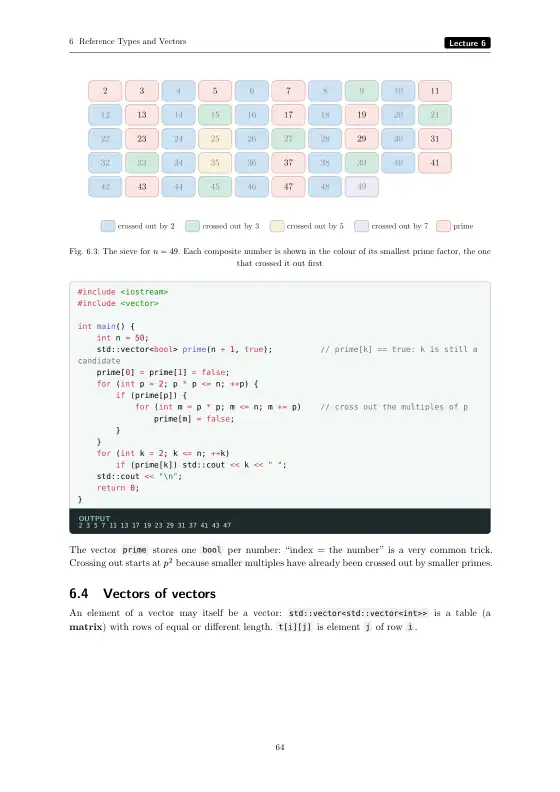 6 Reference Types and Vectors
Lecture 6
2 3 4 5 6 7 8 9 10 11
12 13 14 15 16 17 18 19 20 21
22 23 24 25 26 27 28 29 30 31
32 33 34 35 36 37 38 39 40 41
42 43 44 45 46 47 48 49
crossed out by 2 crossed out by 3 crossed out by 5 crossed out by 7 prime
Fig. 6.3: The sieve for n = 49. Each composite number is shown in the colour of its smallest prime factor, the one
that crossed it out first.
#include <iostream>
#include <vector>
int main() {
int n = 50;
std::vector<bool> prime(n + 1, true); // prime[k] == true: k is still a
candidate
prime[0] = prime[1] = false;
for (int p = 2; p * p <= n; ++p) {
if (prime[p]) {
for (int m = p * p; m <= n; m += p) // cross out the multiples of p
prime[m] = false;
}
}
for (int k = 2; k <= n; ++k)
if (prime[k]) std::cout << k << " ";
std::cout << "\n";
return 0;
}
OUTPUT
2 3 5 7 11 13 17 19 23 29 31 37 41 43 47
The vector prime stores one bool per number: “index = the number” is a very common trick.
Crossing out starts at p² because smaller multiples have already been crossed out by smaller primes.
6.4 Vectors of vectors
An element of a vector may itself be a vector: std::vector<std::vector<int>> is a table (a
matrix) with rows of equal or different length. t[i][j] is element j of row i.
64